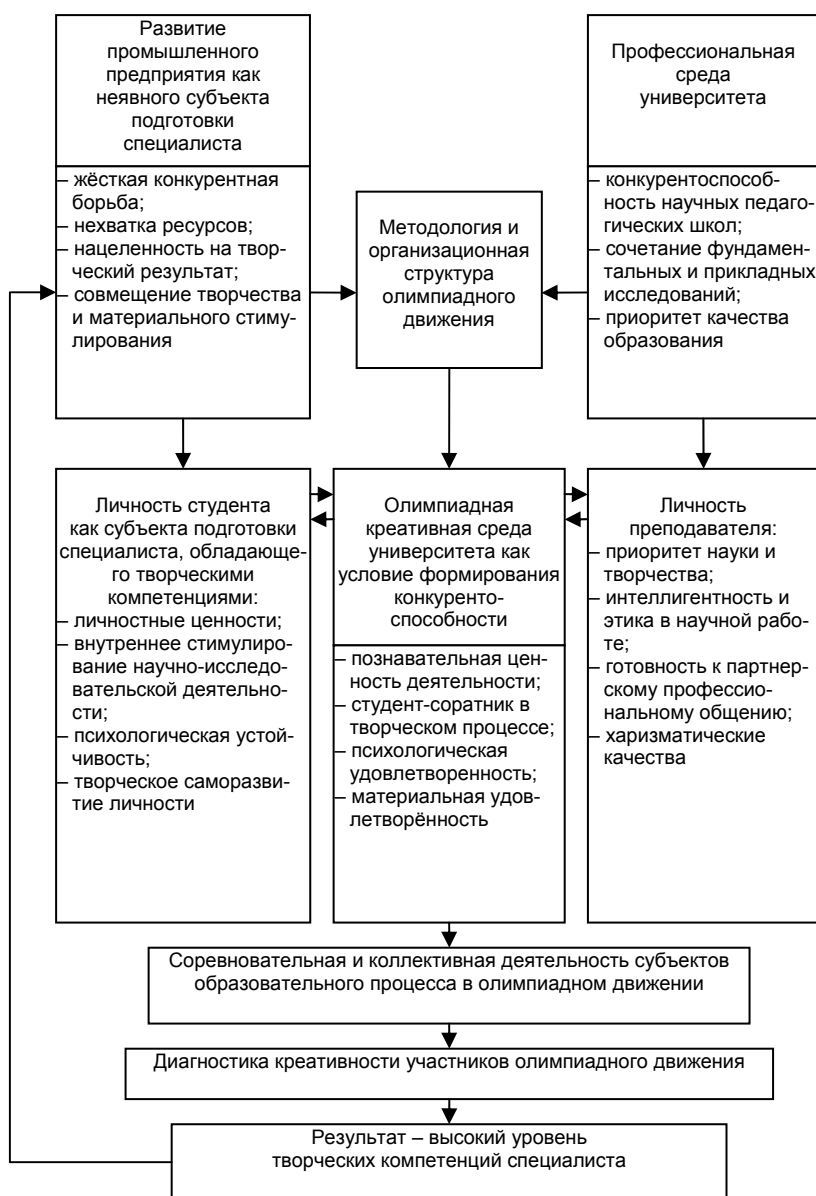 Развитие
промышленного
предприятия как
неявного субъекта
подготовки
специалиста
– жёсткая конкурентная
борьба;
– нехватка ресурсов;
– нацеленность на твор-
ческий результат;
– совмещение творчества
и материального стиму-
лирования
Методология и
организационная
структура
олимпиадного
движения
Профессиональная
среда
университета
– конкурентоспособ-
ность научных педаго-
гических школ;
– сочетание фундамен-
тальных и прикладных
исследований;
– приоритет качества
образования
Личность студента
как субъекта подготовки
специалиста, обладающе-
го творческими
компетенциями:
– личностные ценности;
– внутреннее стимулиро-
вание научно-исследо-
вательской деятельно-
сти;
– психологическая устой-
чивость;
– творческое саморазви-
тие личности
Олимпиадная
креативная среда
университета как
условие формирования
конкуренто-
способности
– познавательная цен-
ность деятельности;
– студент-соратник в
творческом процессе;
– психологическая
удовлетворенность;
– материальная удов-
летворённость
Личность
преподавателя:
– приоритет науки и
творчества;
– интеллигентность и
этика в научной рабо-
те;
– готовность к партнер-
скому профессио-
нальному общению;
– харизматические
качества
Соревновательная и коллективная деятельность субъектов
образовательного процесса в олимпиадном движении
Диагностика креативности участников олимпиадного движения
Результат – высокий уровень
творческих компетенций специалиста